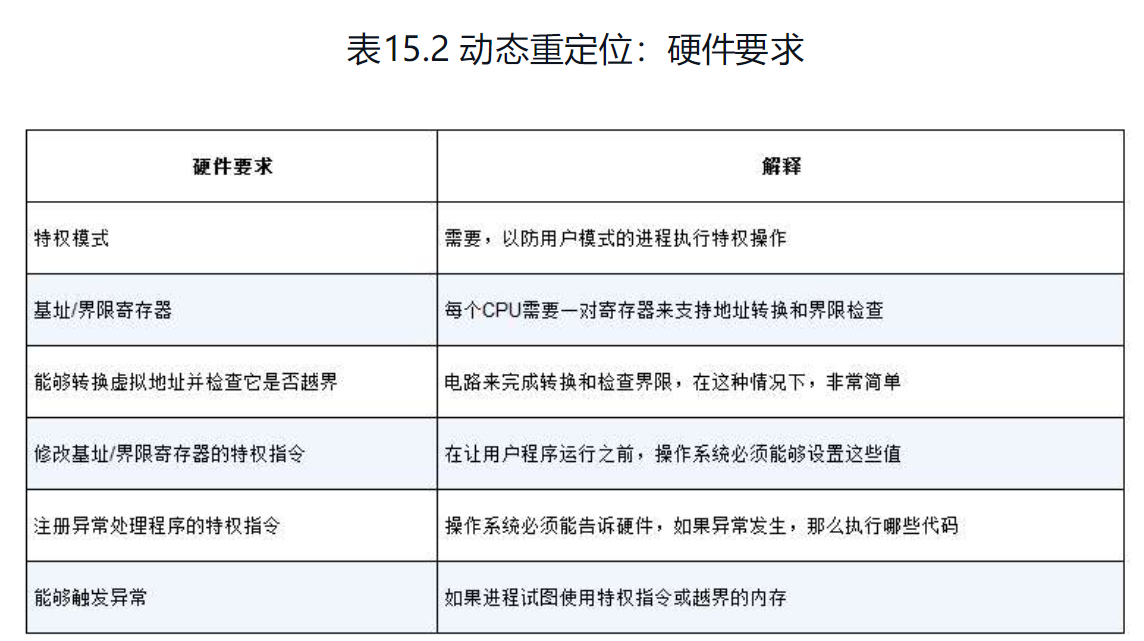 表15.2 动态重定位：硬件要求
硬件要求 解释
特权模式 需要，以防用户模式的进程执行特权操作
基址/界限寄存器 每个CPU需要一对寄存器来支持地址转换和界限检查
能够转换虚拟地址并检查它是否越界 电路来完成转换和检查界限，在这种情况下，非常简单
修改基址/界限寄存器的特权指令 在让用户程序运行之前，操作系统必须能够设置这些值
注册异常处理程序的特权指令 操作系统必须能告诉硬件，如果异常发生，那么执行哪些代码
能够触发异常 如果进程试图使用特权指令或越界的内存